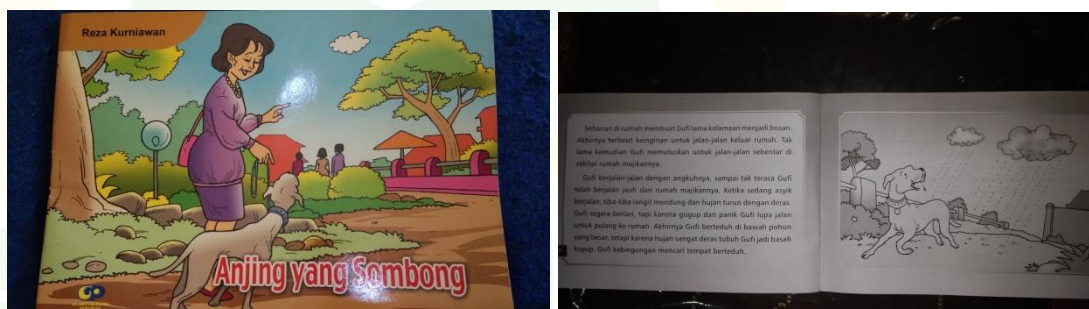 Reza Kurniawan
Anjing yang Sombong
GO
Seharian di rumah membuat Gufi lama kelamaan menjadi bosan.
Akhirnya terbesit keinginan untuk jalan-jalan keluar rumah. Tak
lama kemudian Gufi memutuskan untuk jalan-jalan sebentar di
sekitar rumah majikannya.
Gufi berjalan-jalan dengan angkuhnya, sampai tak terasa Gufi
telah berjalan jauh dari rumah majikannya. Ketika sedang asyik
berjalan, tiba-tiba langit mendung dan hujan turun dengan deras.
Gufi segera berlari, tapi karena gugup dan panik Gufi lupa jalan
untuk pulang ke rumah. Akhirnya Gufi berteduh di bawah pohon
yang besar, tetapi karena hujan sangat deras tubuh Gufi jadi basah
kupup. Gufi kebingungan mencari tempat berteduh.